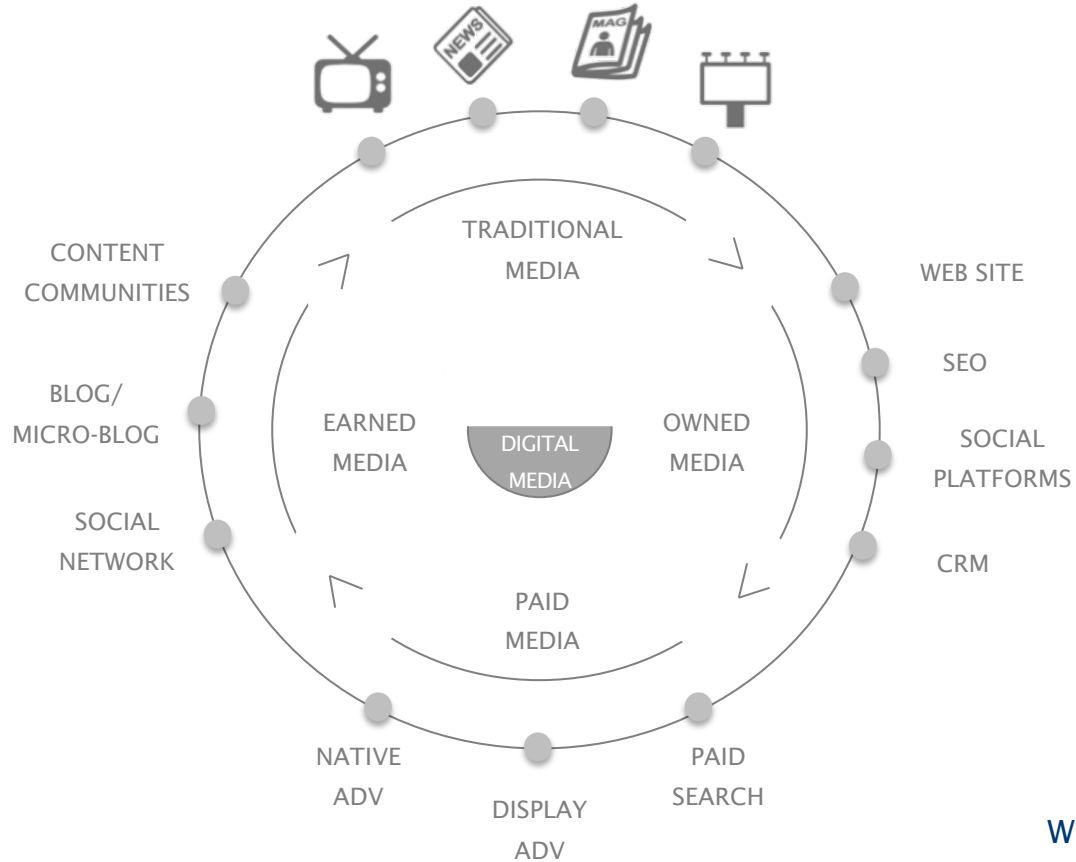 NEWS
MAG
TRADITIONAL
MEDIA
CONTENT
COMMUNITIES
WEB SITE
SEO
BLOG/
MICRO-BLOG
EARNED
MEDIA
DIGITAL
MEDIA
OWNED
MEDIA
SOCIAL
PLATFORMS
SOCIAL
NETWORK
CRM
PAID
MEDIA
NATIVE
ADV
DISPLAY
ADV
PAID
SEARCH
W